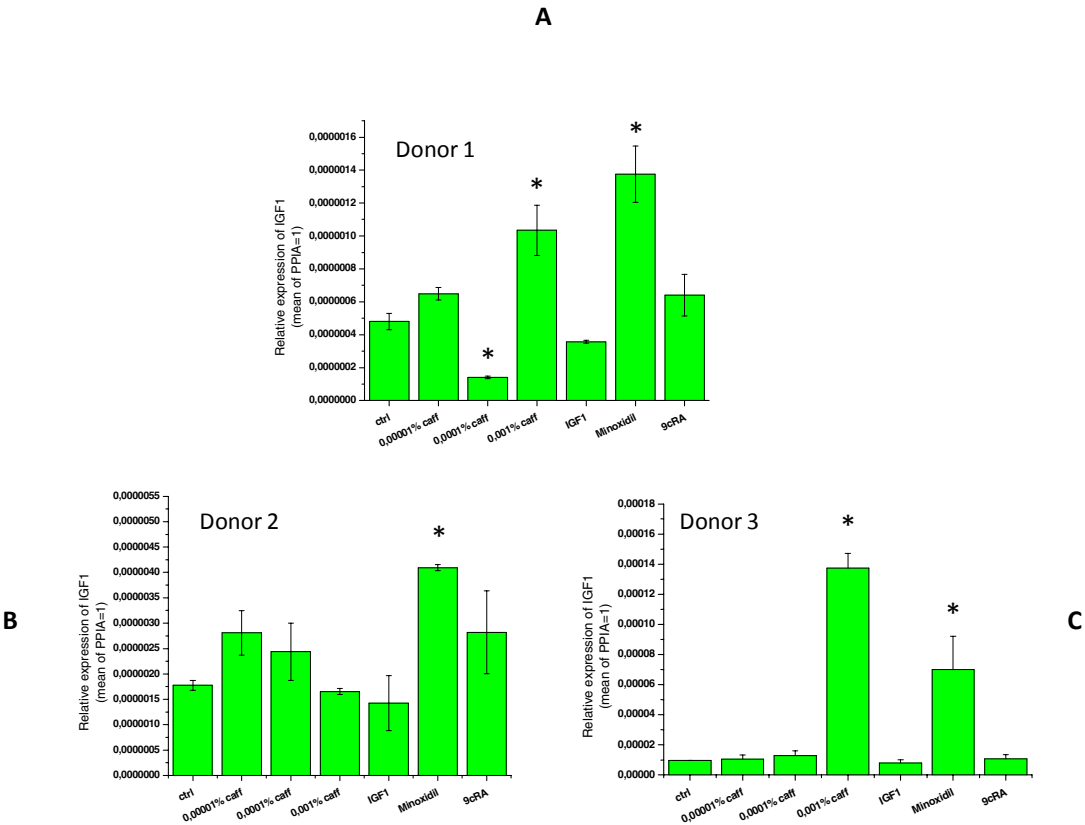 A
Donor 1
Relative expression of IGF1
(mean of PPIA=1)
0,0000016
0,0000014
0,0000012
0,0000010
0,0000008
0,0000006
0,0000004
0,0000002
0,0000000
*
*
*
ctrl
0,00001% caff
0,0001% caff
0,001% caff
IGF1
Minoxidil
9cRA
B
Donor 2
Relative expression of IGF1
(mean of PPIA=1)
0,0000055
0,0000050
0,0000045
0,0000040
0,0000035
0,0000030
0,0000025
0,0000020
0,0000015
0,0000010
0,0000005
0,0000000
*
ctrl
0,00001% caff
0,0001% caff
0,001% caff
IGF1
Minoxidil
9cRA
C
Donor 3
Relative expression of IGF1
(mean of PPIA=1)
0,00018
0,00016
0,00014
0,00012
0,00010
0,00008
0,00006
0,00004
0,00002
0,00000
*
*
ctrl
0,00001% caff
0,0001% caff
0,001% caff
IGF1
Minoxidil
9cRA